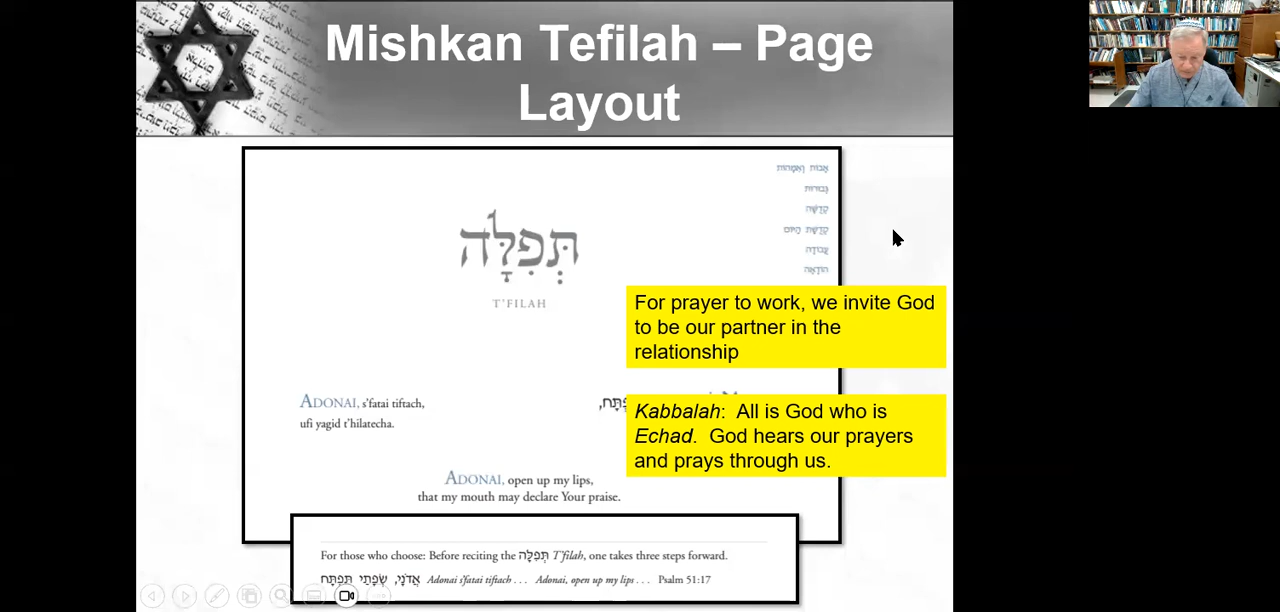 Mishkan Tefilah – Page
Layout
אָבוֹת וְאִמָּהוֹת
גְּבוּרוֹת
קְדֻשָּׁה
קְדֻשַּׁת הַיּוֹם
עֲבוֹדָה
הוֹדָאָה
תְּפִלָּה
T'FILAH
For prayer to work, we invite God
to be our partner in the
relationship
ADONAI, s'fatai tiftach,
ufi yagid t'hilatecha.
Kabbalah: All is God who is
Echad. God hears our prayers
and prays through us.
ADONAI, open up my lips,
that my mouth may declare Your praise.
For those who choose: Before reciting the תְּפִלָּה T'filah, one takes three steps forward.
אֲדֹנָי, שְׂפָתַי תִּפְתָּח Adonai s'fatai tiftach . . . Adonai, open up my lips . . . Psalm 51:17